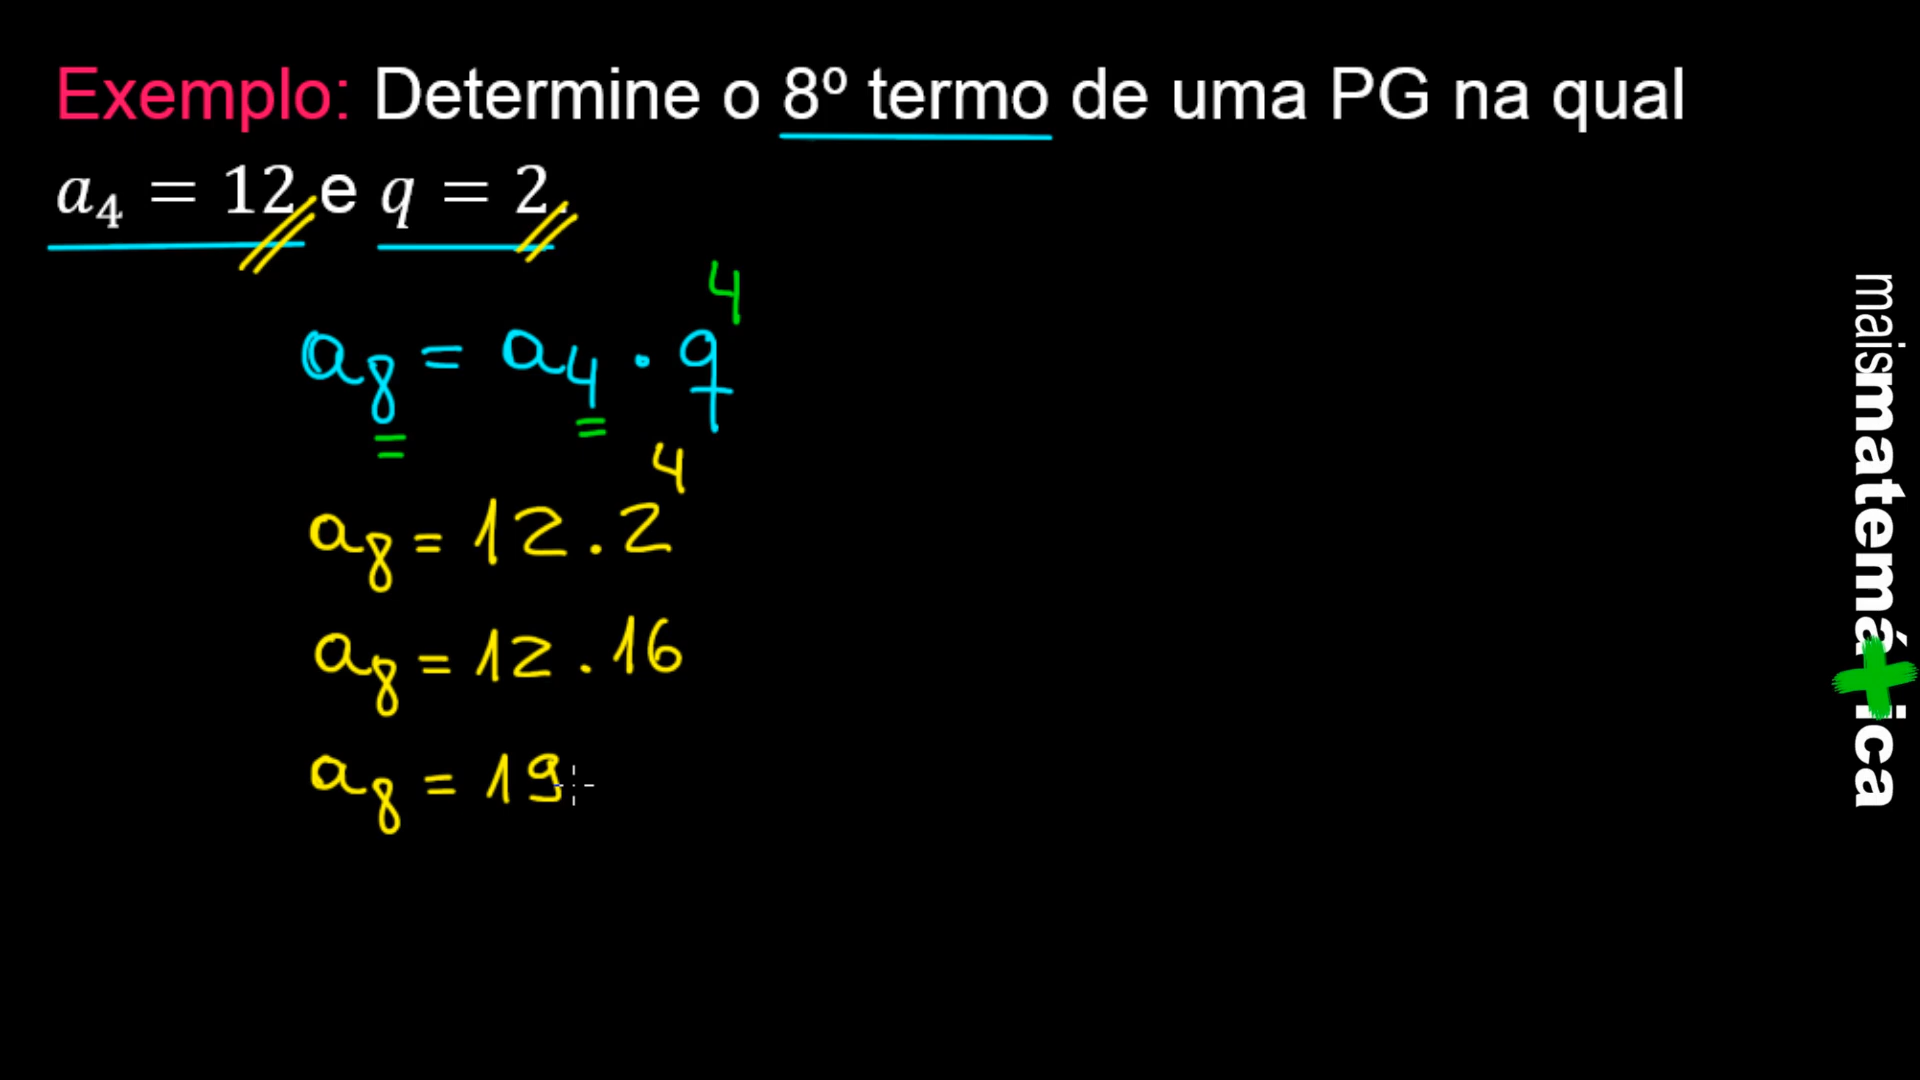 Exemplo: Determine o 8º termo de uma PG na qual
a₄ = 12 e q = 2.
a₈ = a₄ · q⁴
a₈ = 12 . 2⁴
a₈ = 12 . 16
a₈ = 19
maismatemática